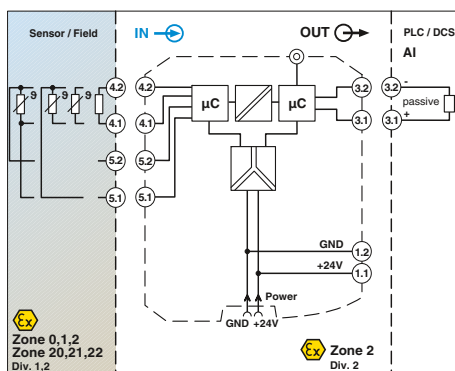 Sensor / Field
IN
OUT
PLC / DCS
AI
ϑ ϑ ϑ
4.2
4.2
3.2
3.2
-
µC
µC
passive
4.1
4.1
3.1
3.1
+
5.2
5.2
5.1
5.1
GND
1.2
+24V
1.1
Power
GND +24V
Ex
Zone 0,1,2
Zone 20,21,22
Div. 1,2
Ex
Zone 2
Div. 2